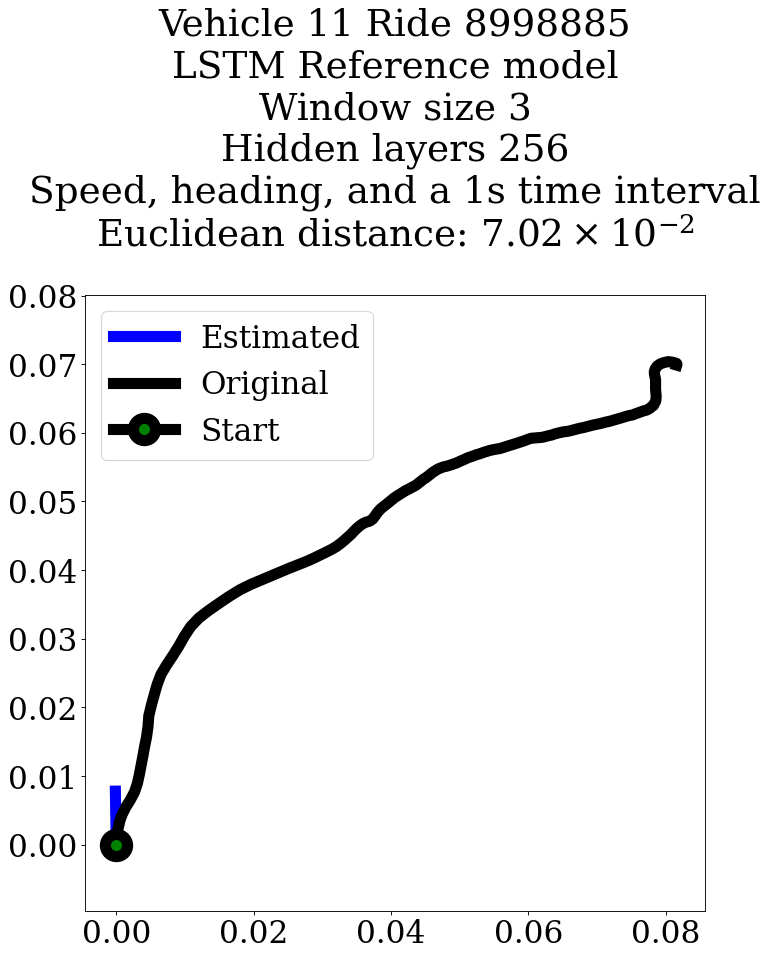 Vehicle 11 Ride 8998885
LSTM Reference model
Window size 3
Hidden layers 256
Speed, heading, and a 1s time interval
Euclidean distance: 7.02 × 10⁻²
0.08
Estimated
0.07
Original
0.06
Start
0.05
0.04
0.03
0.02
0.01
0.00
0.00 0.02 0.04 0.06 0.08